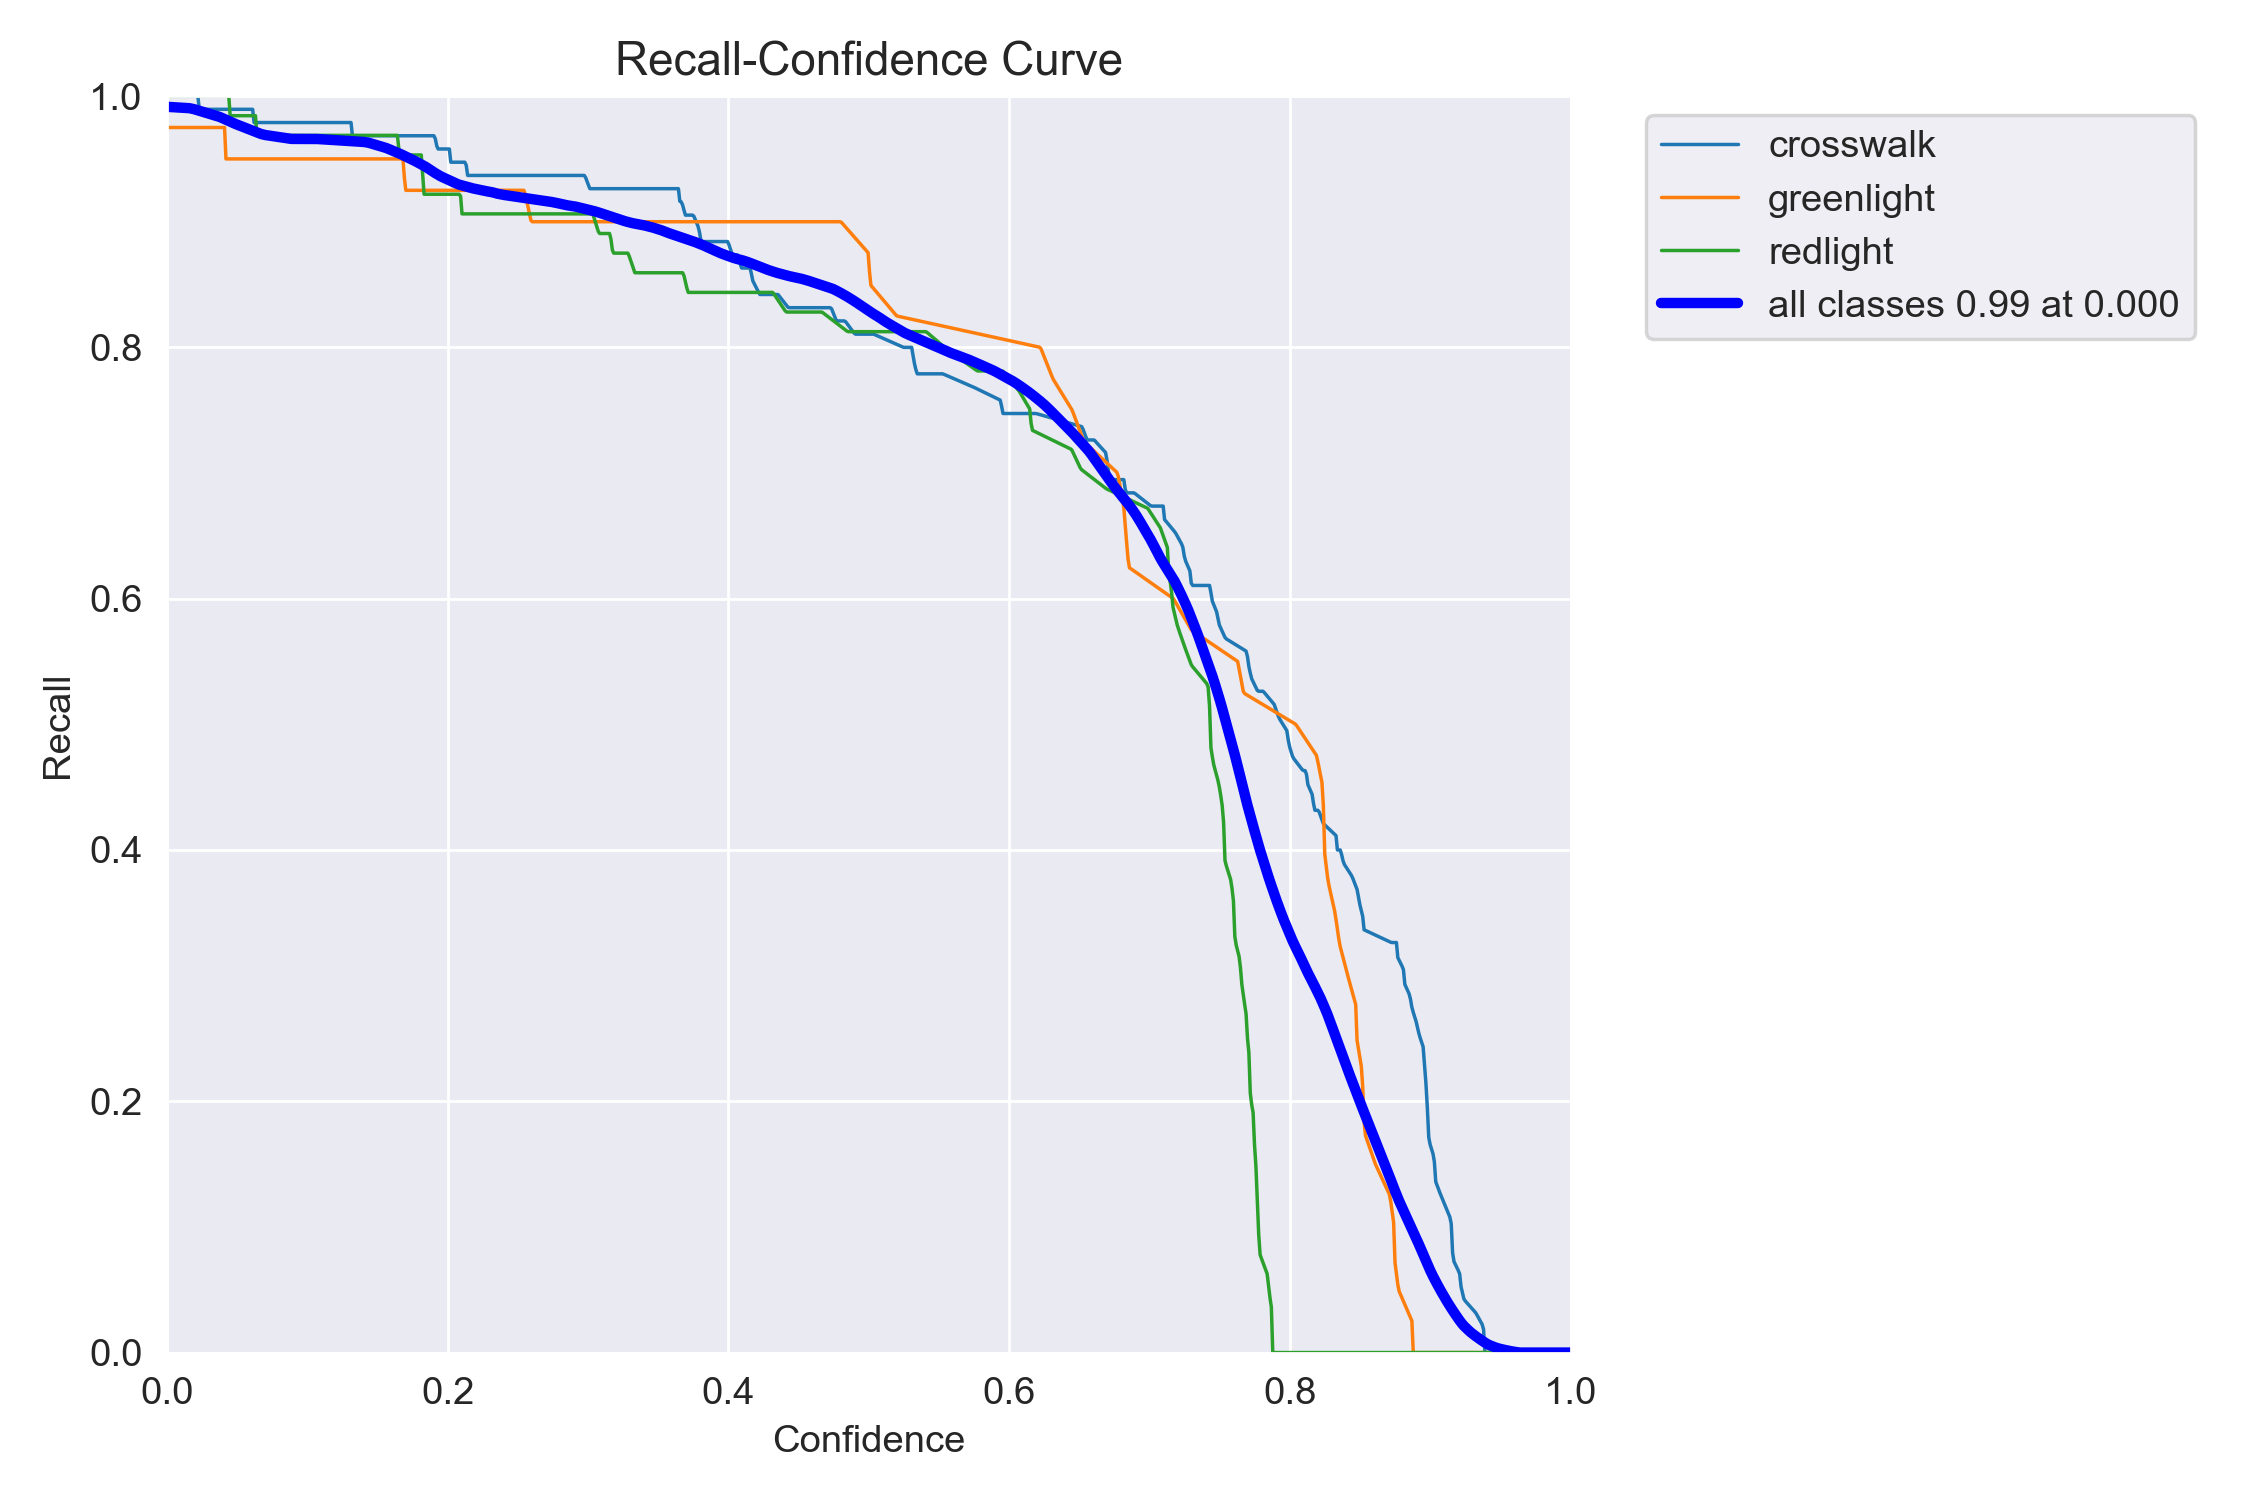 Recall-Confidence Curve
crosswalk
greenlight
redlight
all classes 0.99 at 0.000
Recall
1.0
0.8
0.6
0.4
0.2
0.0
0.0 0.2 0.4 0.6 0.8 1.0
Confidence